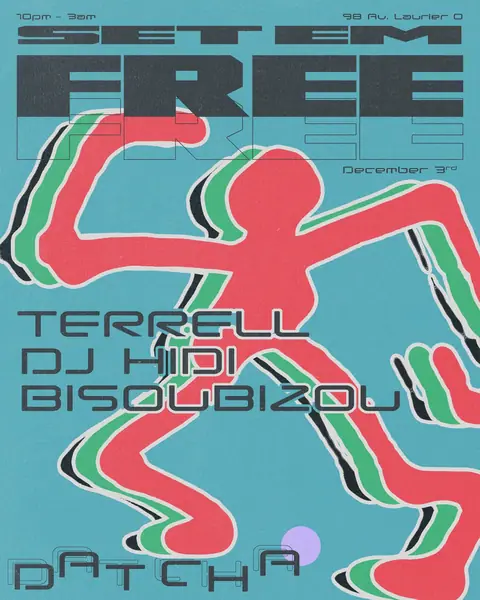 10pm - 3am
98 Av. Laurier O
SET EM
FREE
FREE
December 3rd
TERRELL
DJ HIDI
BISOUBIZOU
DATCHA